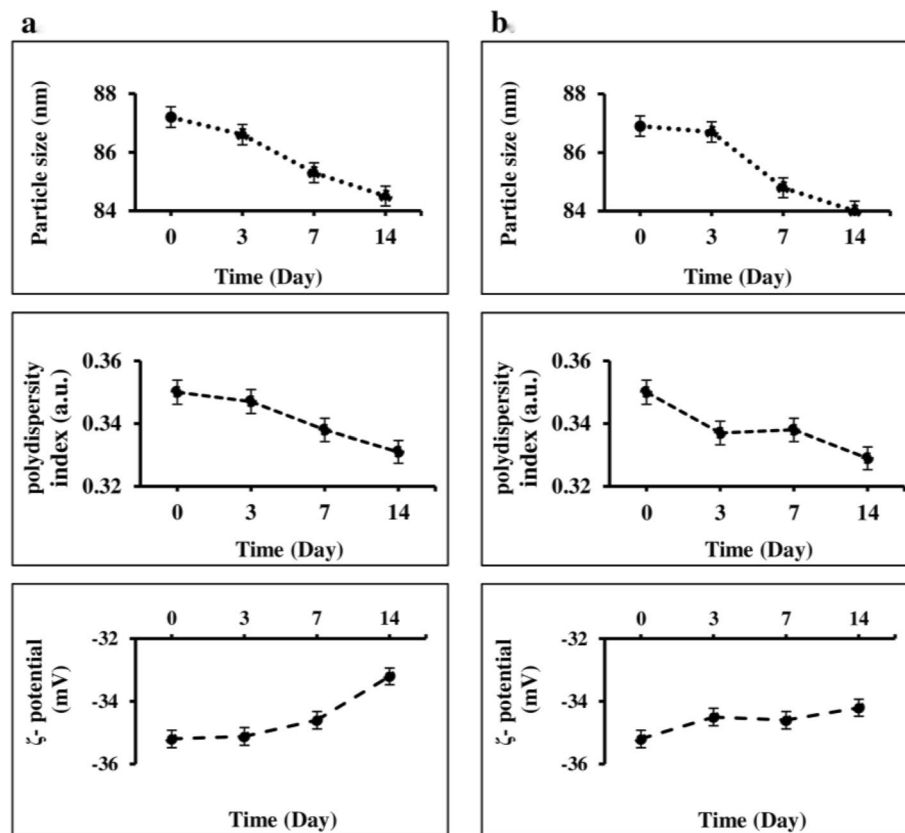 a
Particle size (nm)
88
86
84
0 3 7 14
Time (Day)
b
Particle size (nm)
88
86
84
0 3 7 14
Time (Day)
polydispersity
index (a.u.)
0.36
0.34
0.32
0 3 7 14
Time (Day)
polydispersity
index (a.u.)
0.36
0.34
0.32
0 3 7 14
Time (Day)
ζ- potential
(mV)
0 3 7 14
-32
-34
-36
Time (Day)
ζ- potential
(mV)
0 3 7 14
-32
-34
-36
Time (Day)